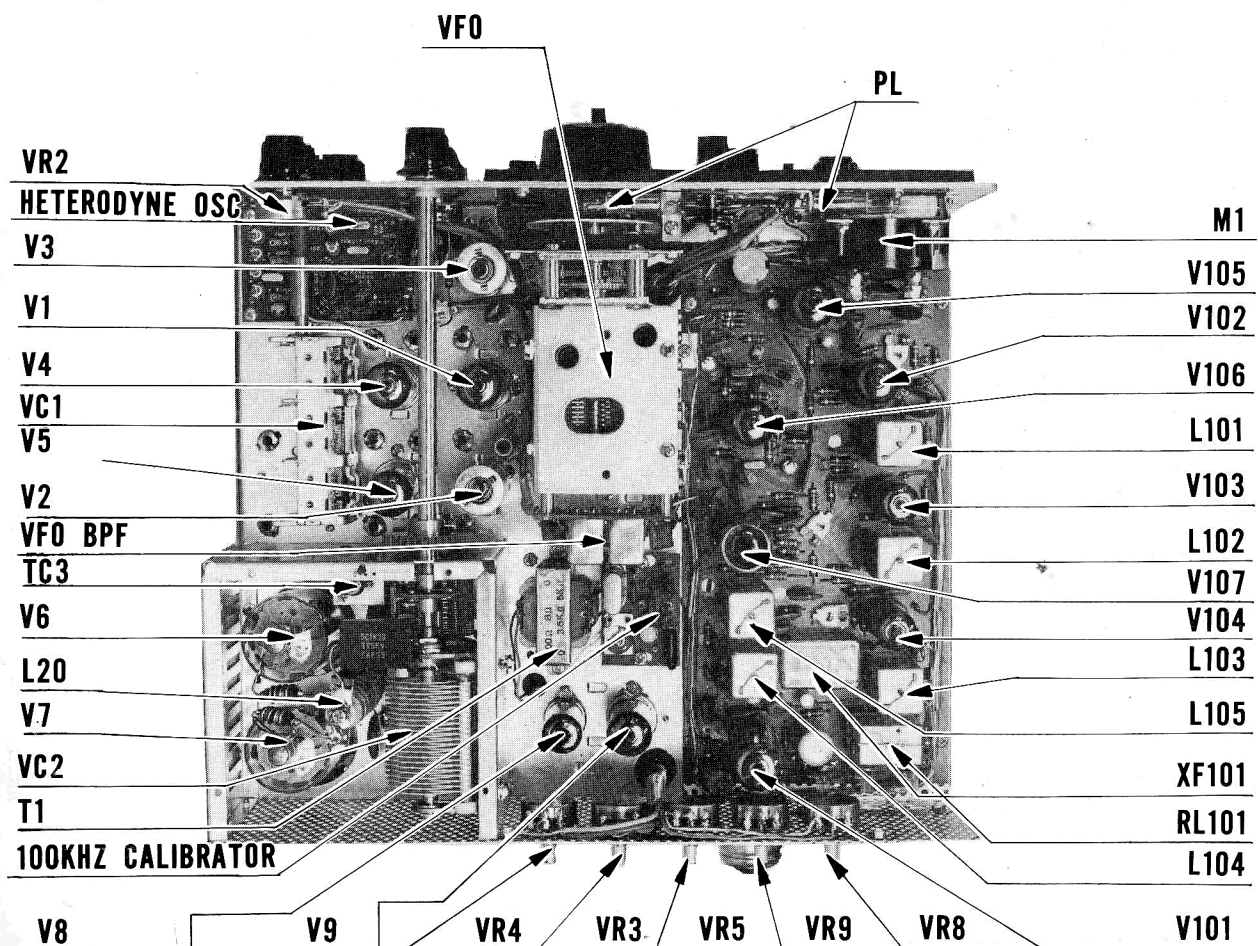 VFO
PL
VR2
HETERODYNE OSC
V3
V1
V4
VC1
V5
V2
VFO BPF
TC3
V6
L20
V7
VC2
T1
100KHZ CALIBRATOR
M1
V105
V102
V106
L101
V103
L102
V107
V104
L103
L105
XF101
RL101
L104
V8
V9
VR4
VR3
VR5
VR9
VR8
V101